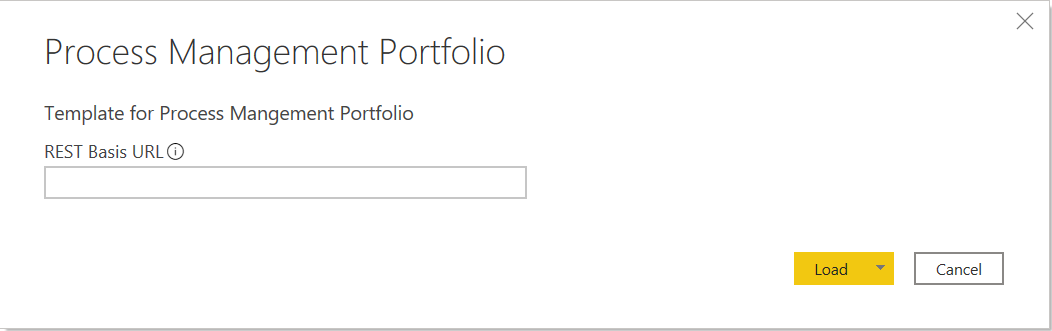 Process Management Portfolio
Template for Process Mangement Portfolio
REST Basis URL
Load
Cancel